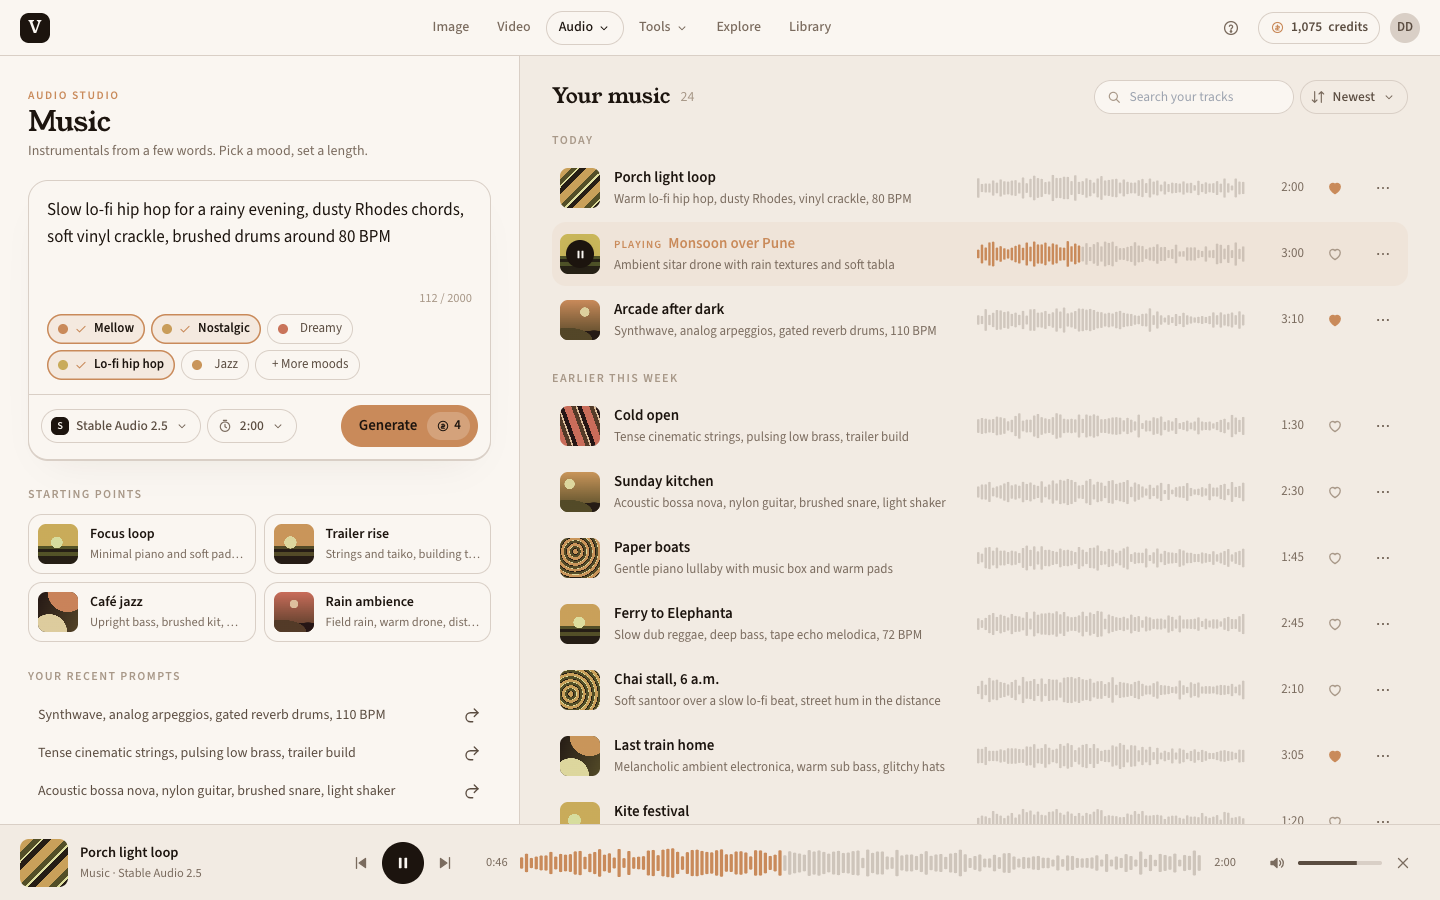 V
Image Video Audio Tools Explore Library
1,075 credits
DD
AUDIO STUDIO
Music
Instrumentals from a few words. Pick a mood, set a length.
Slow lo-fi hip hop for a rainy evening, dusty Rhodes chords,
soft vinyl crackle, brushed drums around 80 BPM
112 / 2000
Mellow Nostalgic Dreamy
Lo-fi hip hop Jazz + More moods
S Stable Audio 2.5 2:00 Generate 4
STARTING POINTS
Focus loop
Minimal piano and soft pad…
Trailer rise
Strings and taiko, building t…
Café jazz
Upright bass, brushed kit, …
Rain ambience
Field rain, warm drone, dist…
YOUR RECENT PROMPTS
Synthwave, analog arpeggios, gated reverb drums, 110 BPM
Tense cinematic strings, pulsing low brass, trailer build
Acoustic bossa nova, nylon guitar, brushed snare, light shaker
Your music 24
Search your tracks
Newest
TODAY
Porch light loop
Warm lo-fi hip hop, dusty Rhodes, vinyl crackle, 80 BPM
2:00
PLAYING Monsoon over Pune
Ambient sitar drone with rain textures and soft tabla
3:00
Arcade after dark
Synthwave, analog arpeggios, gated reverb drums, 110 BPM
3:10
EARLIER THIS WEEK
Cold open
Tense cinematic strings, pulsing low brass, trailer build
1:30
Sunday kitchen
Acoustic bossa nova, nylon guitar, brushed snare, light shaker
2:30
Paper boats
Gentle piano lullaby with music box and warm pads
1:45
Ferry to Elephanta
Slow dub reggae, deep bass, tape echo melodica, 72 BPM
2:45
Chai stall, 6 a.m.
Soft santoor over a slow lo-fi beat, street hum in the distance
2:10
Last train home
Melancholic ambient electronica, warm sub bass, glitchy hats
3:05
Kite festival
1:20
Porch light loop
Music · Stable Audio 2.5
0:46
2:00